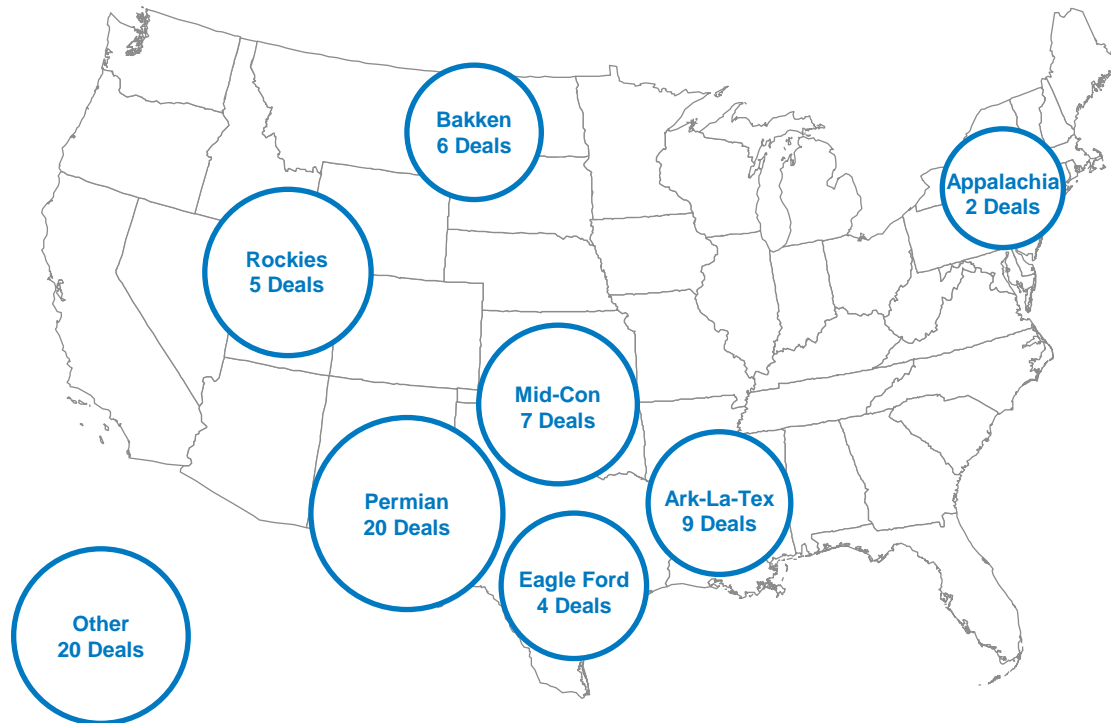 Bakken
6 Deals
Appalachia
2 Deals
Rockies
5 Deals
Mid-Con
7 Deals
Permian
20 Deals
Ark-La-Tex
9 Deals
Eagle Ford
4 Deals
Other
20 Deals